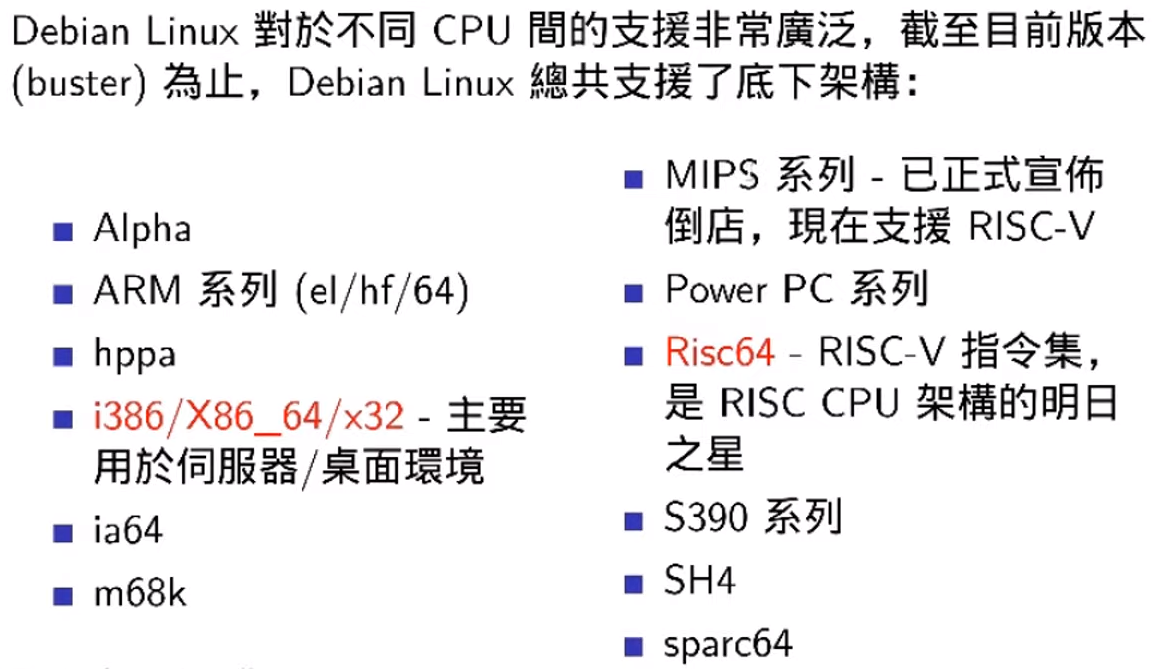 Debian Linux 對於不同 CPU 間的支援非常廣泛，截至目前版本
(buster) 為止，Debian Linux 總共支援了底下架構：
Alpha
ARM 系列 (el/hf/64)
hppa
i386/X86_64/x32 - 主要
用於伺服器/桌面環境
ia64
m68k
MIPS 系列 - 已正式宣佈
倒店，現在支援 RISC-V
Power PC 系列
Risc64 - RISC-V 指令集，
是 RISC CPU 架構的明日
之星
S390 系列
SH4
sparc64